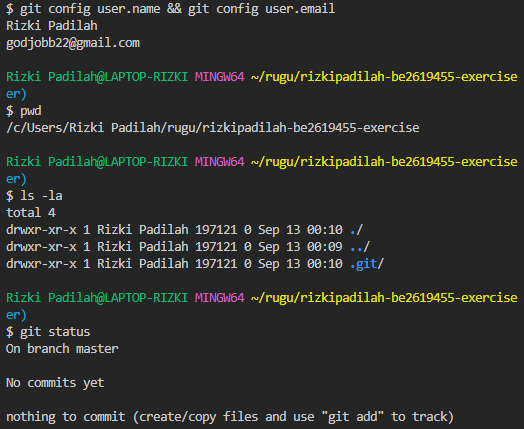 $ git config user.name && git config user.email
Rizki Padilah
godjobb22@gmail.com
Rizki Padilah@LAPTOP-RIZKI MINGW64 ~/rugu/rizkipadilah-be2619455-exercise
er)
$ pwd
/c/Users/Rizki Padilah/rugu/rizkipadilah-be2619455-exercise
Rizki Padilah@LAPTOP-RIZKI MINGW64 ~/rugu/rizkipadilah-be2619455-exercise
er)
$ ls -la
total 4
drwxr-xr-x 1 Rizki Padilah 197121 0 Sep 13 00:10 ./
drwxr-xr-x 1 Rizki Padilah 197121 0 Sep 13 00:09 ../
drwxr-xr-x 1 Rizki Padilah 197121 0 Sep 13 00:10 .git/
Rizki Padilah@LAPTOP-RIZKI MINGW64 ~/rugu/rizkipadilah-be2619455-exercise
er)
$ git status
On branch master
No commits yet
nothing to commit (create/copy files and use "git add" to track)